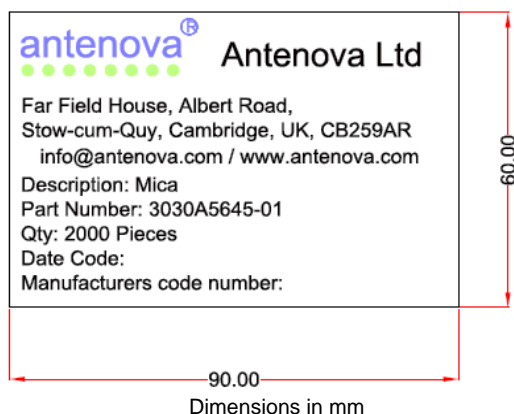 antenova®
Antenova Ltd
Far Field House, Albert Road,
Stow-cum-Quy, Cambridge, UK, CB259AR
info@antenova.com / www.antenova.com
Description: Mica
Part Number: 3030A5645-01
Qty: 2000 Pieces
Date Code:
Manufacturers code number:
60.00
90.00
Dimensions in mm